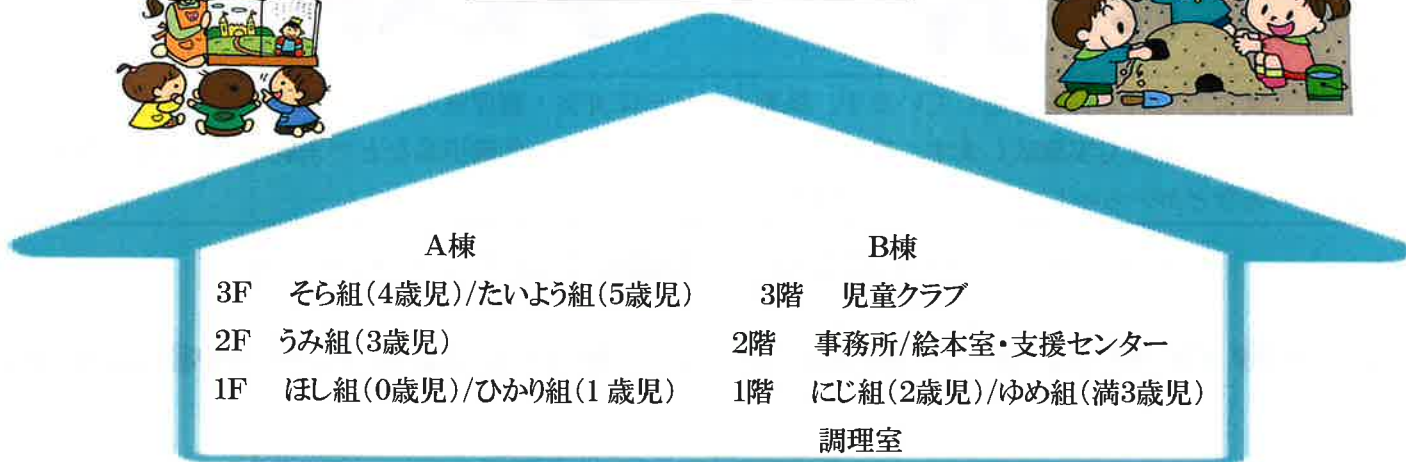 A棟 B棟
3F そら組(4歳児)/たいよう組(5歳児) 3階 児童クラブ
2F うみ組(3歳児) 2階 事務所/絵本室・支援センター
1F ほし組(0歳児)/ひかり組(1歳児) 1階 にじ組(2歳児)/ゆめ組(満3歳児)
調理室